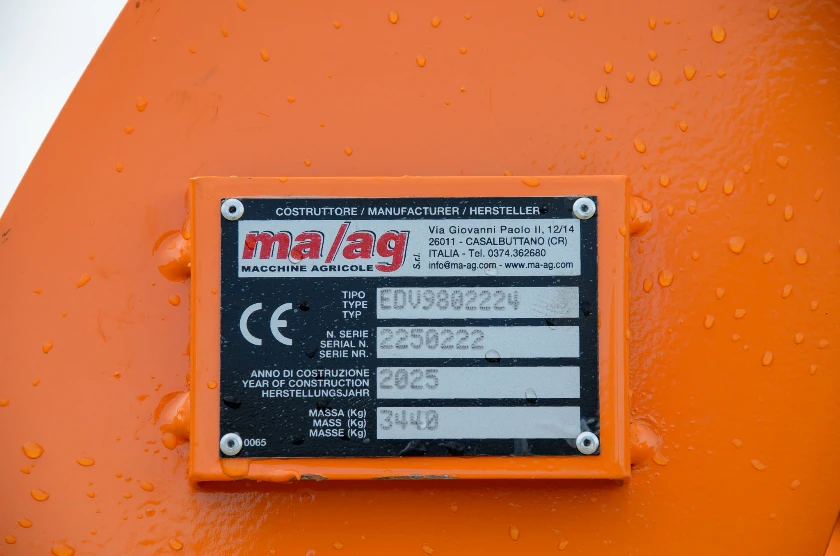 COSTRUTTORE / MANUFACTURER / HERSTELLER
ma/ag S.r.l.
MACCHINE AGRICOLE
Via Giovanni Paolo II, 12/14
26011 - CASALBUTTANO (CR)
ITALIA - Tel. 0374.362680
info@ma-ag.com - www.ma-ag.com
CE
TIPO
TYPE
TYP
EDV9802224
N. SERIE
SERIAL N.
SERIE NR.
2250222
ANNO DI COSTRUZIONE
YEAR OF CONSTRUCTION
HERSTELLUNGSJAHR
2025
MASSA (Kg)
MASS (Kg)
MASSE (Kg)
3440
0065